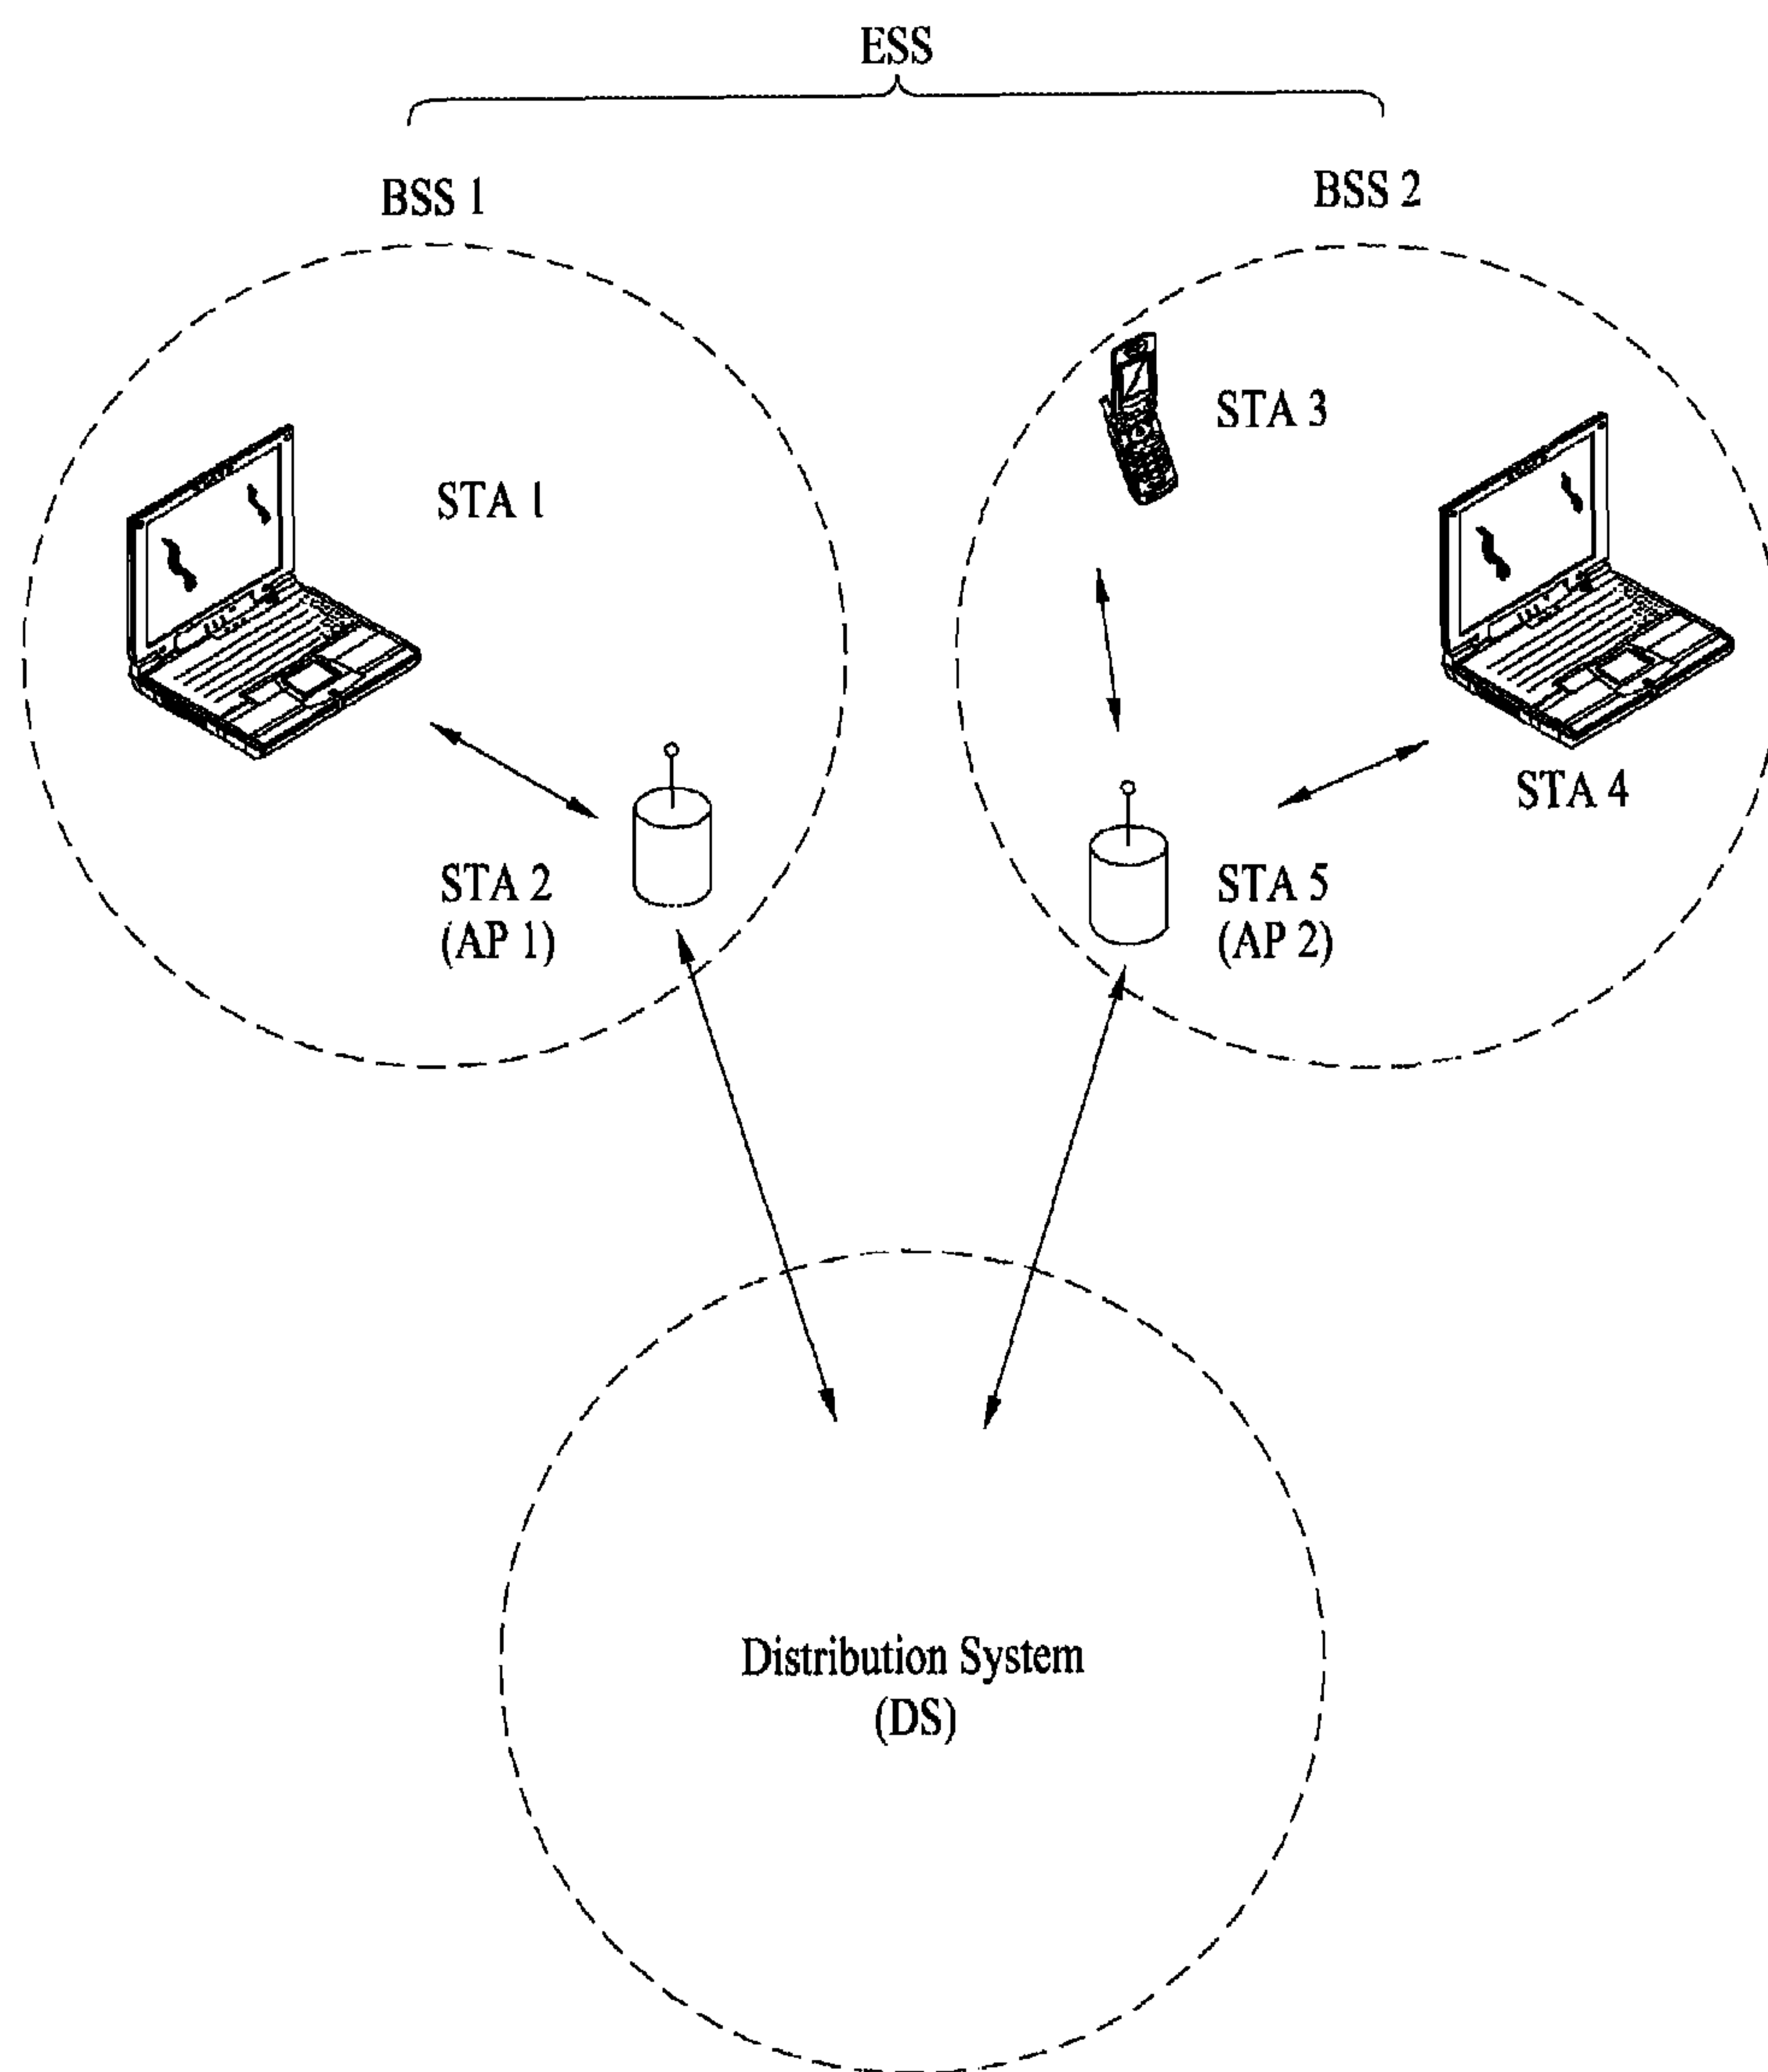 ESS
BSS 1
BSS 2
STA 3
STA 1
STA 4
STA 2
(AP 1)
STA 5
(AP 2)
Distribution System
(DS)